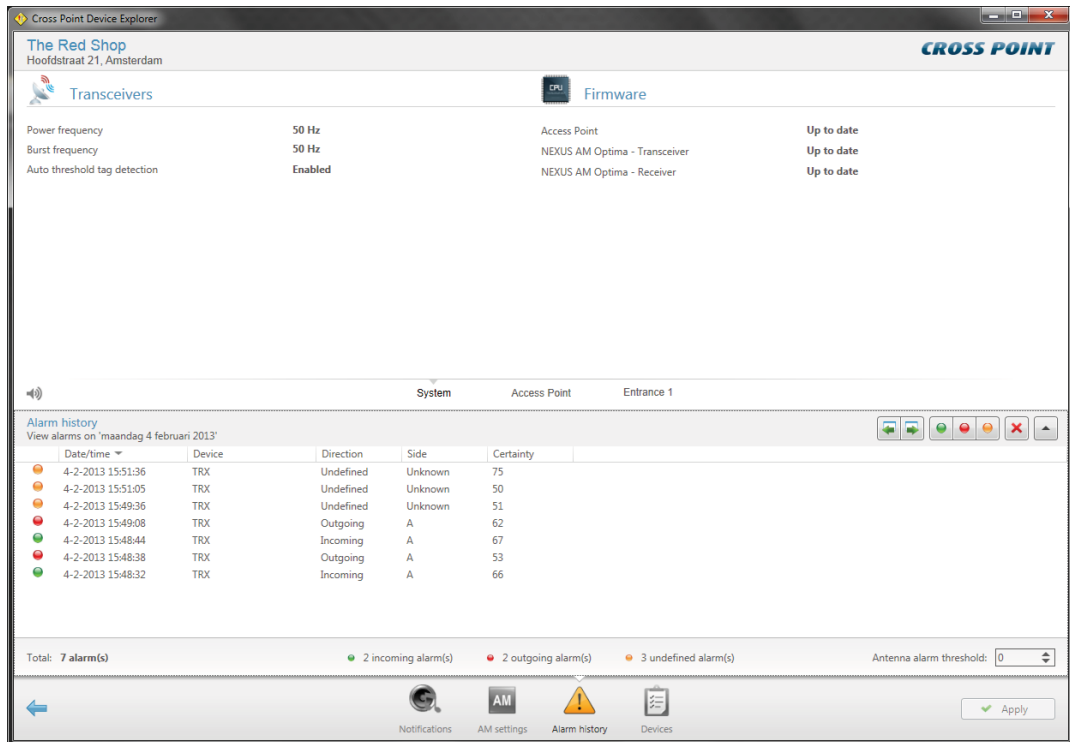 Cross Point Device Explorer
The Red Shop
Hoofdstraat 21, Amsterdam
CROSS POINT
Transceivers
CPU
Firmware
Power frequency 50 Hz
Access Point Up to date
Burst frequency 50 Hz
NEXUS AM Optima - Transceiver Up to date
Auto threshold tag detection Enabled
NEXUS AM Optima - Receiver Up to date
System Access Point Entrance 1
Alarm history
View alarms on 'maandag 4 februari 2013'
Date/time Device Direction Side Certainty
4-2-2013 15:51:36 TRX Undefined Unknown 75
4-2-2013 15:51:05 TRX Undefined Unknown 50
4-2-2013 15:49:36 TRX Undefined Unknown 51
4-2-2013 15:49:08 TRX Outgoing A 62
4-2-2013 15:48:44 TRX Incoming A 67
4-2-2013 15:48:38 TRX Outgoing A 53
4-2-2013 15:48:32 TRX Incoming A 66
Total: 7 alarm(s) 2 incoming alarm(s) 2 outgoing alarm(s) 3 undefined alarm(s) Antenna alarm threshold: 0
AM
Notifications AM settings Alarm history Devices
Apply